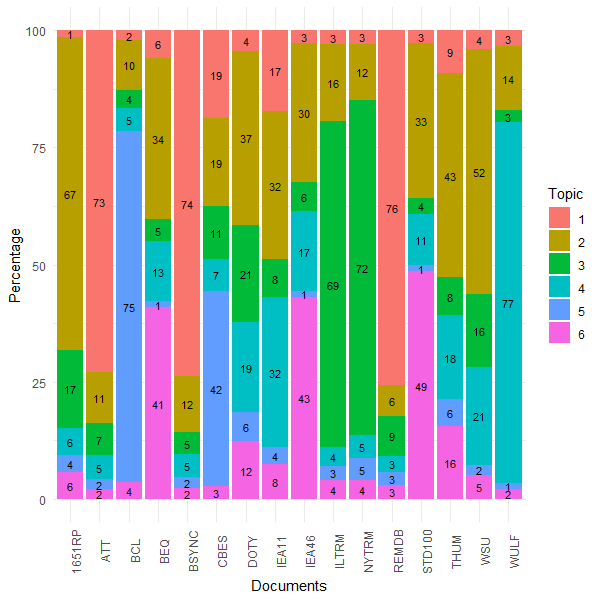 100
75
50
25
0
Percentage
1 67 17 6 4 6
73 11 7 5 2 2
2 10 4 5 75 4
6 34 5 13 1 41
74 12 5 5 2 2
19 19 11 7 42 3
4 37 21 19 6 12
17 32 8 32 4 8
3 30 6 17 1 43
3 16 69 4 3 4
3 12 72 5 5 4
76 6 9 3 3 3
3 33 4 11 1 49
9 43 8 18 6 16
4 52 16 21 2 5
3 14 3 77 1 2
1651RP ATT BCL BEQ BSYNC CBES DOTY IEA11 IEA46 ILTRM NYTRM REMDB STD100 THUM WSU WULF
Documents
Topic
1
2
3
4
5
6